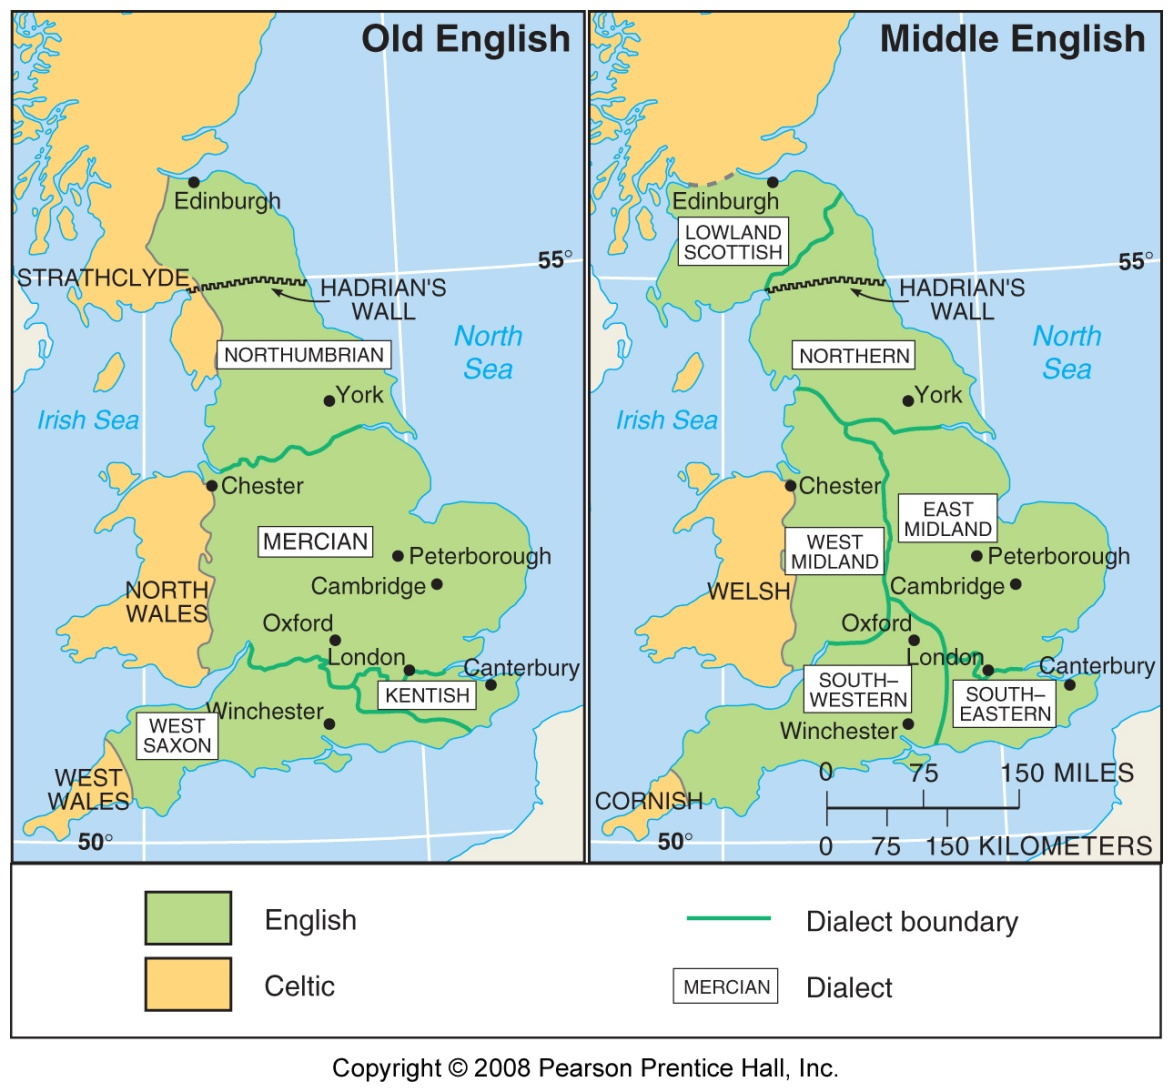 Old English
Edinburgh
STRATHCLYDE
55°
HADRIAN'S
WALL
North
Sea
NORTHUMBRIAN
York
Irish Sea
Chester
MERCIAN
Peterborough
Cambridge
NORTH
WALES
Oxford
London
Canterbury
KENTISH
Winchester
WEST
SAXON
WEST
WALES
50°
Middle English
Edinburgh
LOWLAND
SCOTTISH
55°
HADRIAN'S
WALL
North
Sea
NORTHERN
York
Irish Sea
Chester
EAST
MIDLAND
WEST
MIDLAND
Peterborough
Cambridge
WELSH
Oxford
London
Canterbury
SOUTH–
WESTERN
SOUTH–
EASTERN
Winchester
0 75 150 MILES
CORNISH
50°
0 75 150 KILOMETERS
English
Celtic
Dialect boundary
MERCIAN Dialect
Copyright © 2008 Pearson Prentice Hall, Inc.